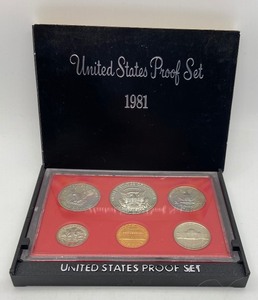 United States Proof Set
1981
UNITED STATES PROOF SET